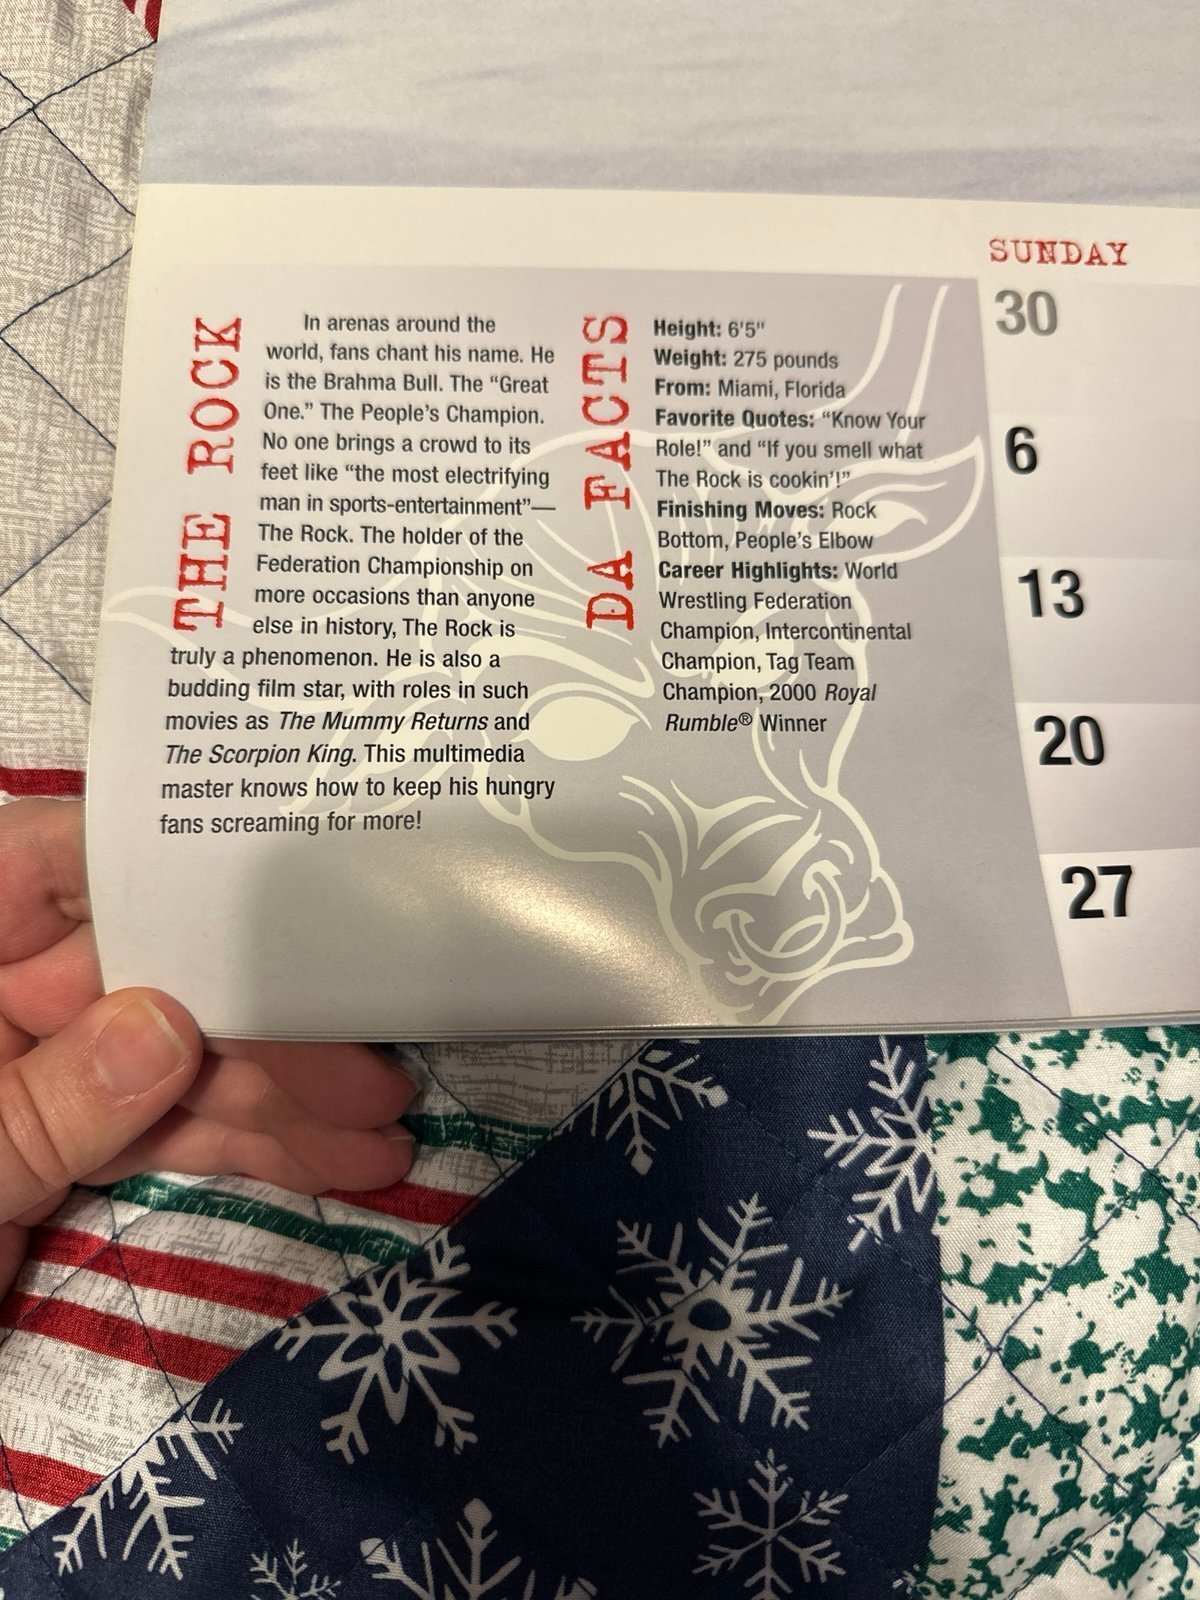 THE ROCK
In arenas around the
world, fans chant his name. He
is the Brahma Bull. The “Great
One.” The People’s Champion.
No one brings a crowd to its
feet like “the most electrifying
man in sports-entertainment”—
The Rock. The holder of the
Federation Championship on
more occasions than anyone
else in history, The Rock is
truly a phenomenon. He is also a
budding film star, with roles in such
movies as The Mummy Returns and
The Scorpion King. This multimedia
master knows how to keep his hungry
fans screaming for more!
DA FACTS
Height: 6'5"
Weight: 275 pounds
From: Miami, Florida
Favorite Quotes: “Know Your
Role!” and “If you smell what
The Rock is cookin’!”
Finishing Moves: Rock
Bottom, People’s Elbow
Career Highlights: World
Wrestling Federation
Champion, Intercontinental
Champion, Tag Team
Champion, 2000 Royal
Rumble® Winner
SUNDAY
30
6
13
20
27